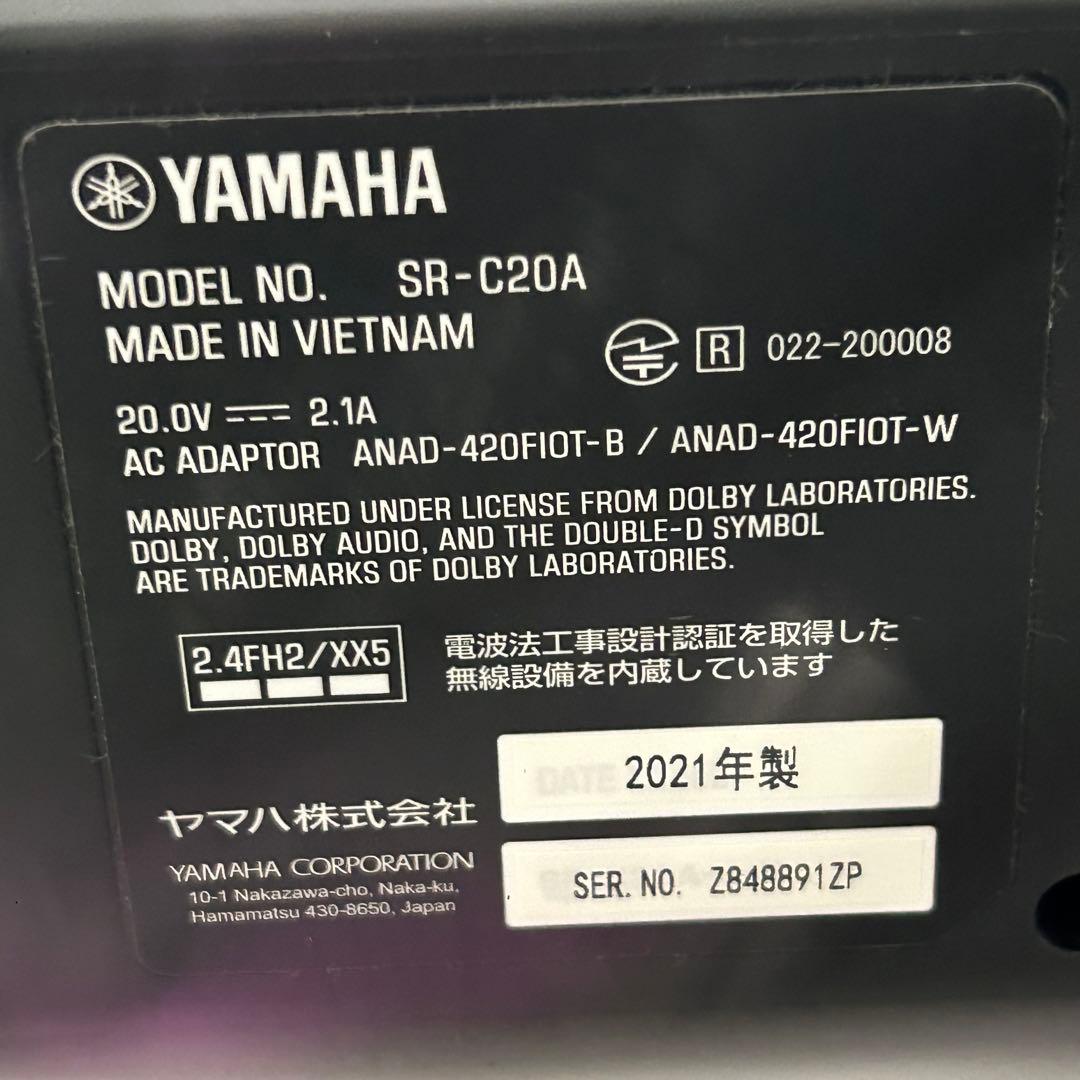 YAMAHA
MODEL NO. SR-C20A
MADE IN VIETNAM
R 022-200008
20.0V ⎓ 2.1A
AC ADAPTOR ANAD-420FIOT-B / ANAD-420FIOT-W
MANUFACTURED UNDER LICENSE FROM DOLBY LABORATORIES.
DOLBY, DOLBY AUDIO, AND THE DOUBLE-D SYMBOL
ARE TRADEMARKS OF DOLBY LABORATORIES.
2.4FH2/XX5
電波法工事設計認証を取得した
無線設備を内蔵しています
2021年製
ヤマハ株式会社
YAMAHA CORPORATION
10-1 Nakazawa-cho, Naka-ku,
Hamamatsu 430-8650, Japan
SER. NO. Z848891ZP